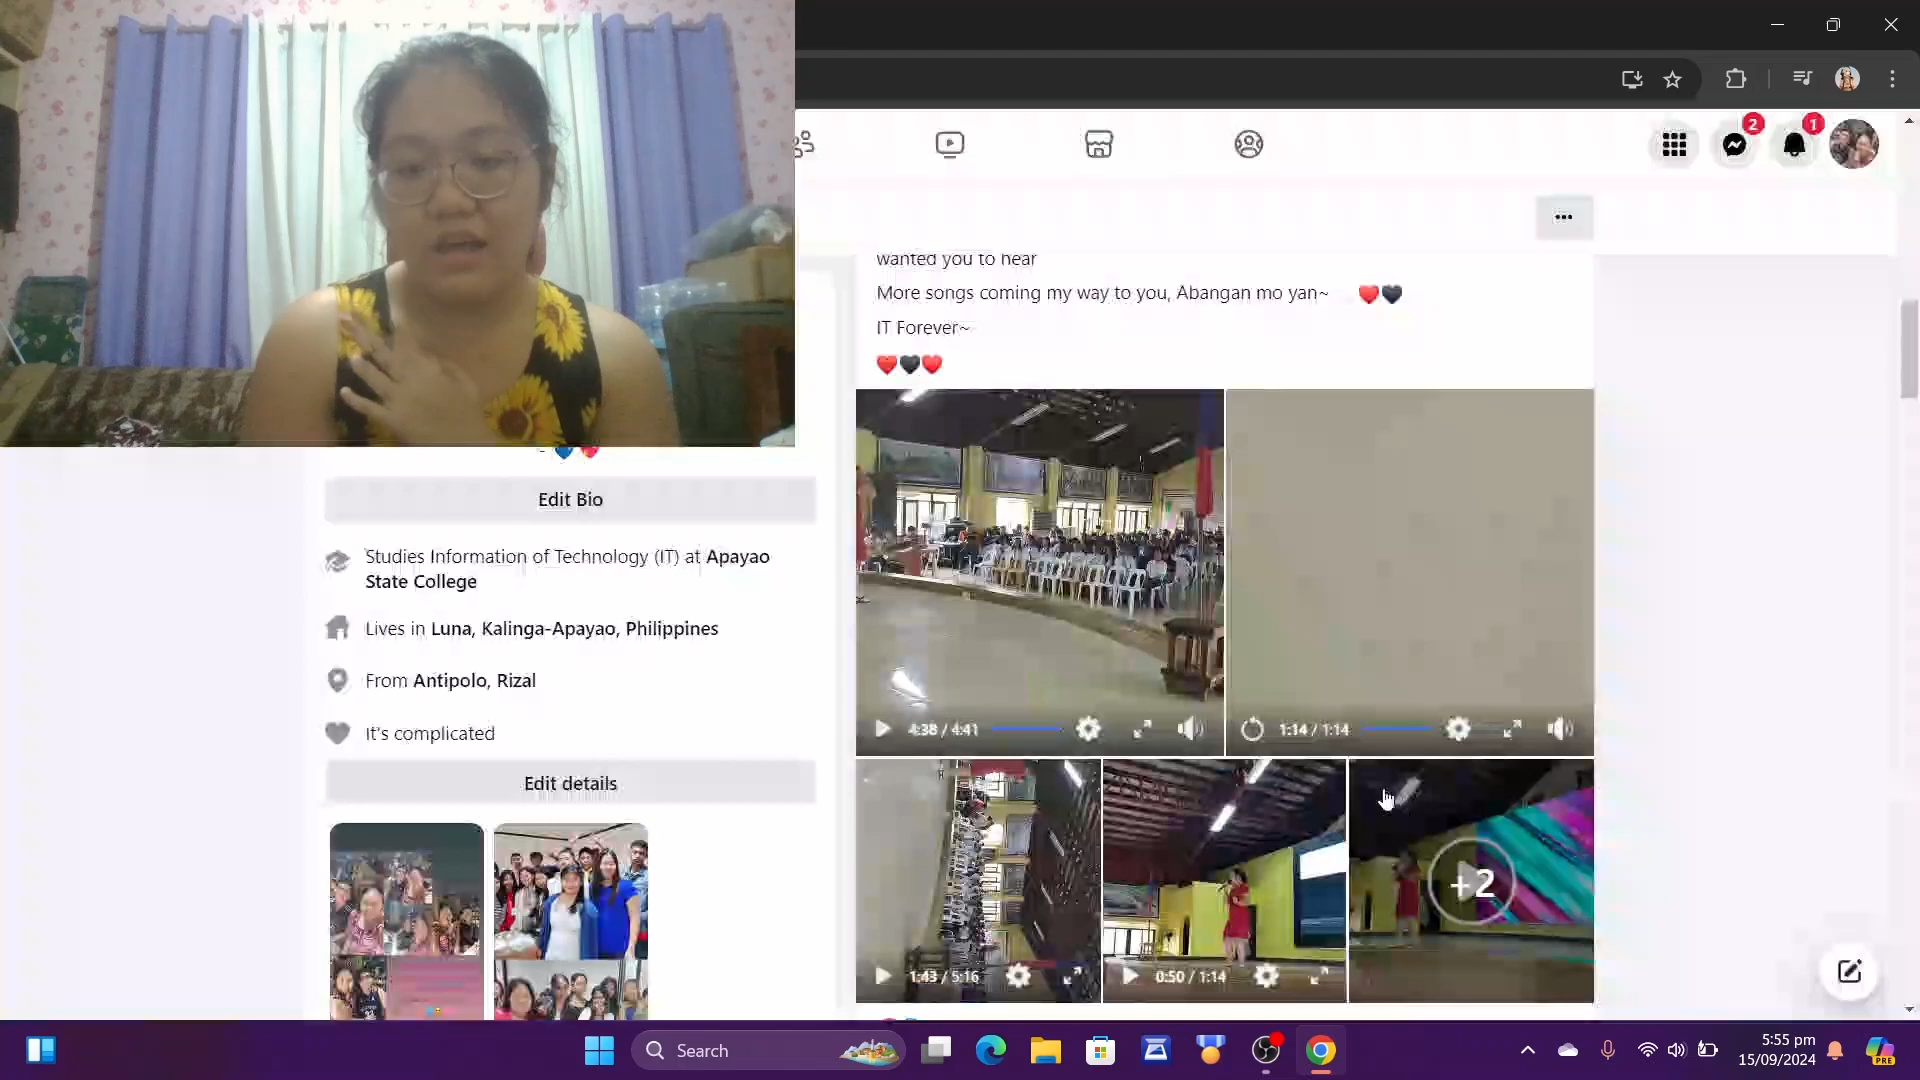 2
1
wanted you to hear
More songs coming my way to you, Abangan mo yan~ ❤️🖤
IT Forever~
❤️🖤❤️
Edit Bio
Studies Information of Technology (IT) at Apayao
State College
Lives in Luna, Kalinga-Apayao, Philippines
From Antipolo, Rizal
It's complicated
Edit details
4:38 / 4:41
1:14 / 1:14
1:43 / 5:16
0:50 / 1:14
+2
Search
5:55 pm
15/09/2024
PRE